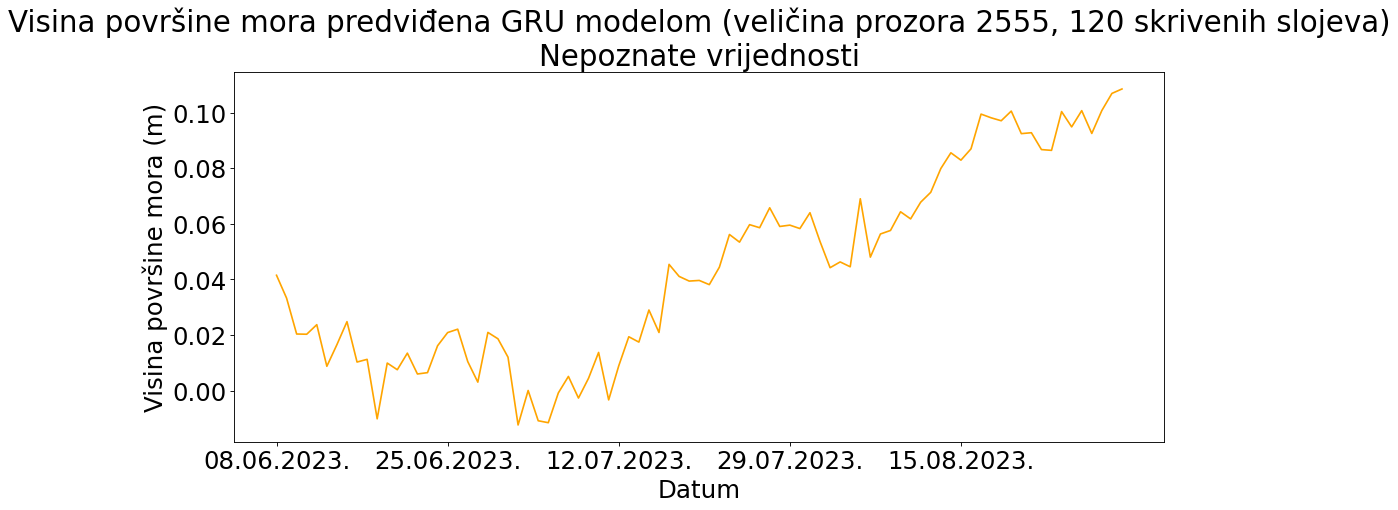 Visina površine mora predviđena GRU modelom (veličina prozora 2555, 120 skrivenih slojeva)
Nepoznate vrijednosti
Visina površine mora (m)
0.10
0.08
0.06
0.04
0.02
0.00
08.06.2023.
25.06.2023.
12.07.2023.
29.07.2023.
15.08.2023.
Datum